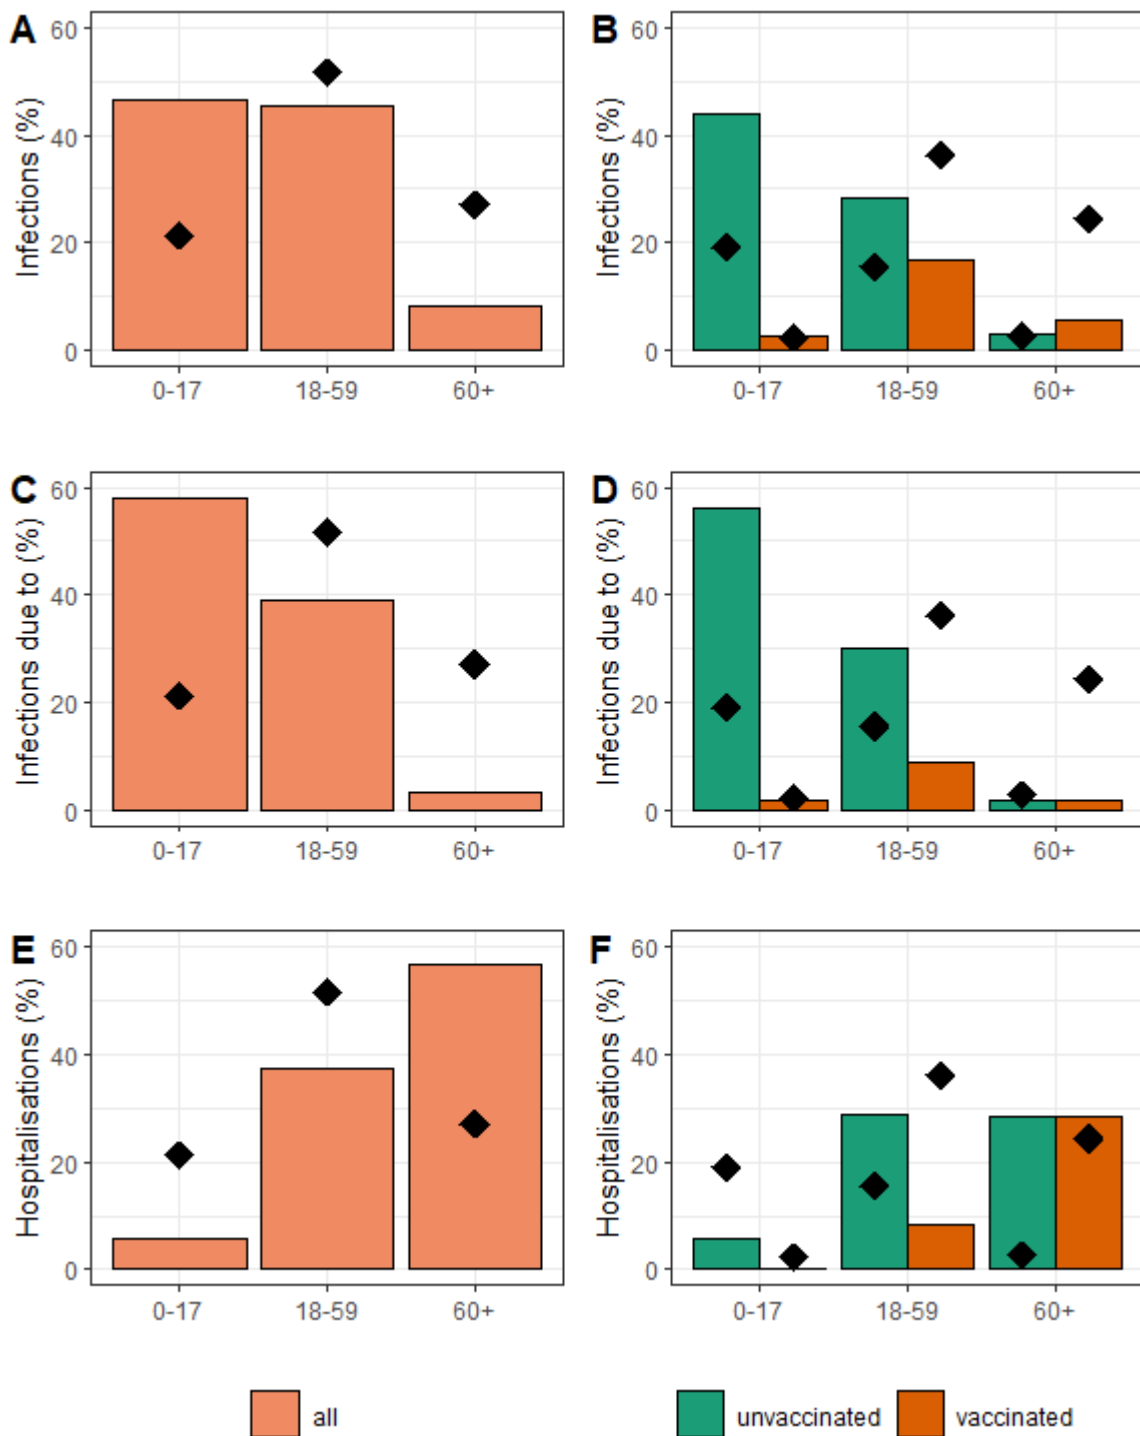 A
Infections (%)
60
40
20
0
0-17 18-59 60+
B
Infections (%)
60
40
20
0
0-17 18-59 60+
C
Infections due to (%)
60
40
20
0
0-17 18-59 60+
D
Infections due to (%)
60
40
20
0
0-17 18-59 60+
E
Hospitalisations (%)
60
40
20
0
0-17 18-59 60+
F
Hospitalisations (%)
60
40
20
0
0-17 18-59 60+
all
unvaccinated vaccinated